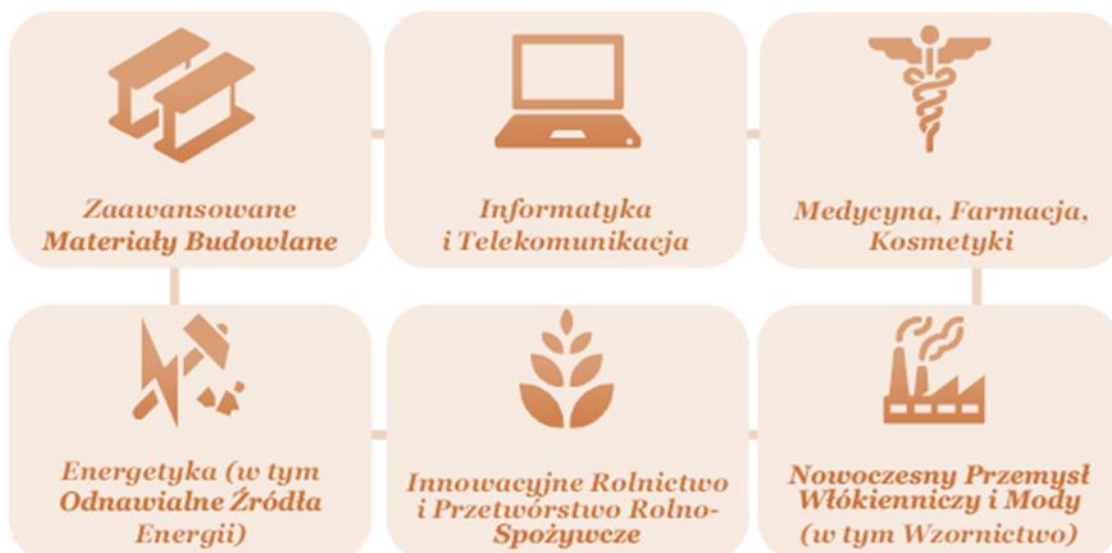 Zaawansowane
Materiały Budowlane
Informatyka
i Telekomunikacja
Medycyna, Farmacja,
Kosmetyki
Energetyka (w tym
Odnawialne Źródła
Energii)
Innowacyjne Rolnictwo
i Przetwórstwo Rolno-
Spożywcze
Nowoczesny Przemysł
Włókienniczy i Mody
(w tym Wzornictwo)